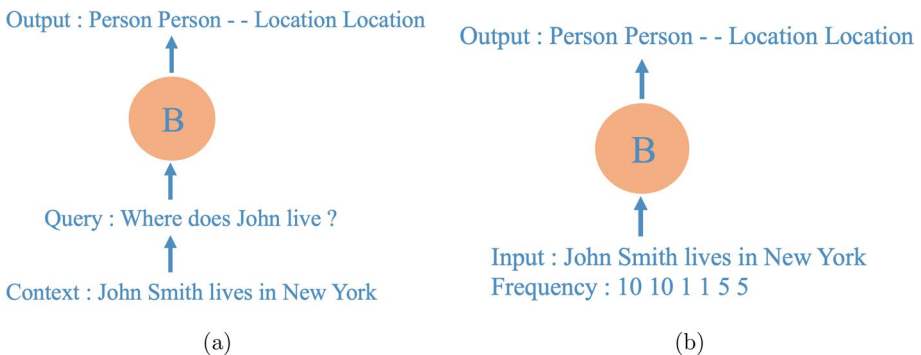 Output : Person Person - - Location Location
B
Query : Where does John live ?
Context : John Smith lives in New York
(a)
Output : Person Person - - Location Location
B
Input : John Smith lives in New York
Frequency : 10 10 1 1 5 5
(b)